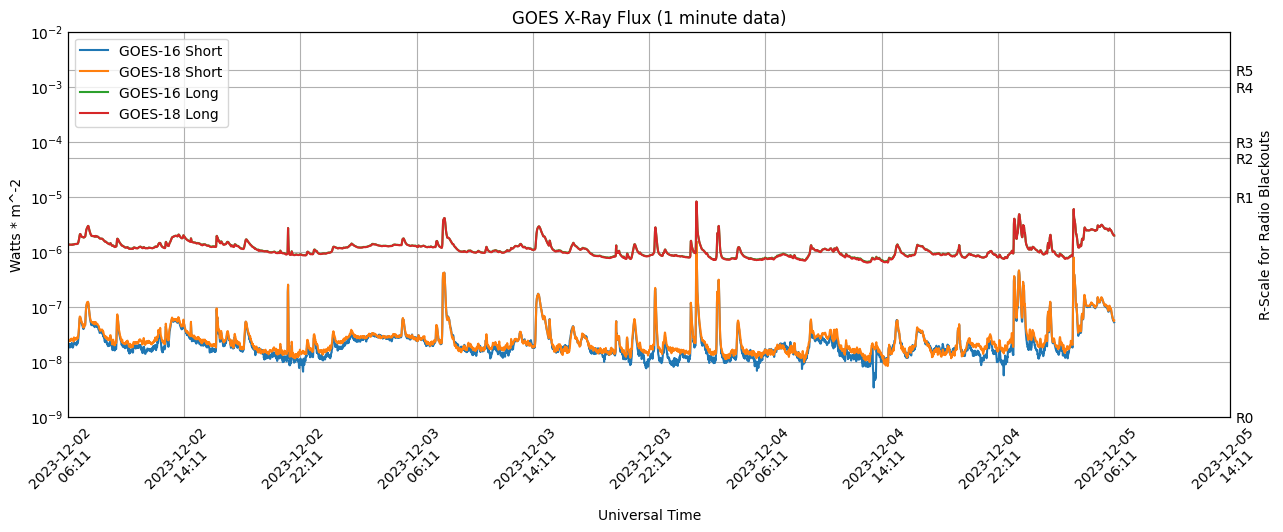 GOES X-Ray Flux (1 minute data)
GOES-16 Short
GOES-18 Short
GOES-16 Long
GOES-18 Long
Watts * m^-2
10⁻²
10⁻³
10⁻⁴
10⁻⁵
10⁻⁶
10⁻⁷
10⁻⁸
10⁻⁹
R5
R4
R3
R2
R1
R0
R-Scale for Radio Blackouts
2023-12-02
06:11
2023-12-02
14:11
2023-12-02
22:11
2023-12-03
06:11
2023-12-03
14:11
2023-12-03
22:11
2023-12-04
06:11
2023-12-04
14:11
2023-12-04
22:11
2023-12-05
06:11
2023-12-05
14:11
Universal Time